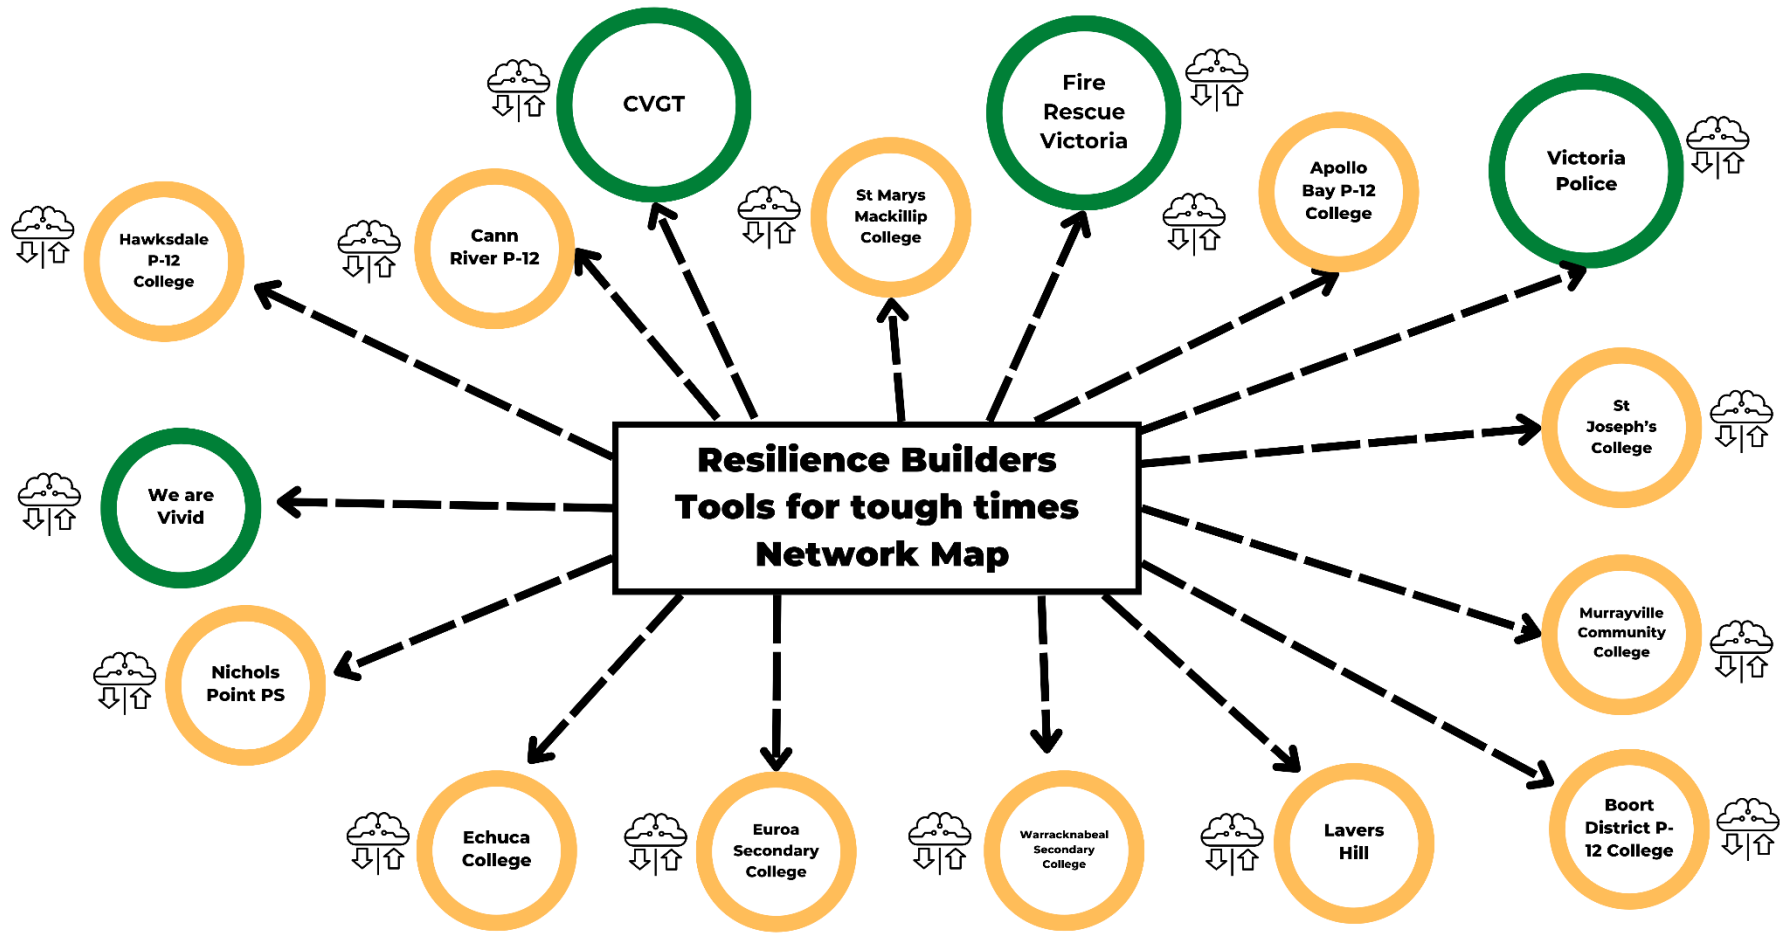 CVGT
Fire
Rescue
Victoria
Victoria
Police
Apollo
Bay P-12
College
St Marys
Mackillip
College
Cann
River P-12
Hawksdale
P-12
College
St
Joseph's
College
Resilience Builders
Tools for tough times
Network Map
We are
Vivid
Murrayville
Community
College
Nichols
Point PS
Echuca
College
Euroa
Secondary
College
Warracknabeal
Secondary
College
Lavers
Hill
Boort
District P-
12 College